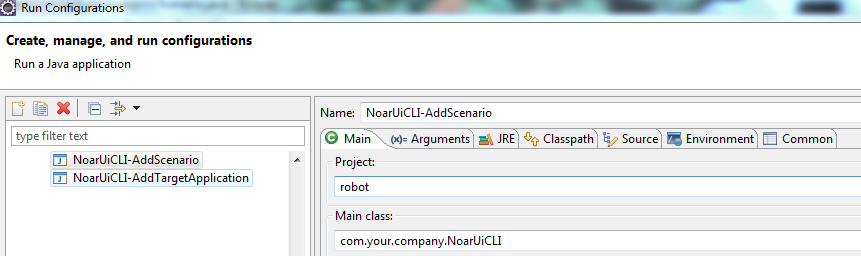 Run Configurations
Create, manage, and run configurations
Run a Java application
type filter text
NoarUiCLI-AddScenario
NoarUiCLI-AddTargetApplication
Name: NoarUiCLI-AddScenario
Main (x)= Arguments JRE Classpath Source Environment Common
Project:
robot
Main class:
com.your.company.NoarUiCLI